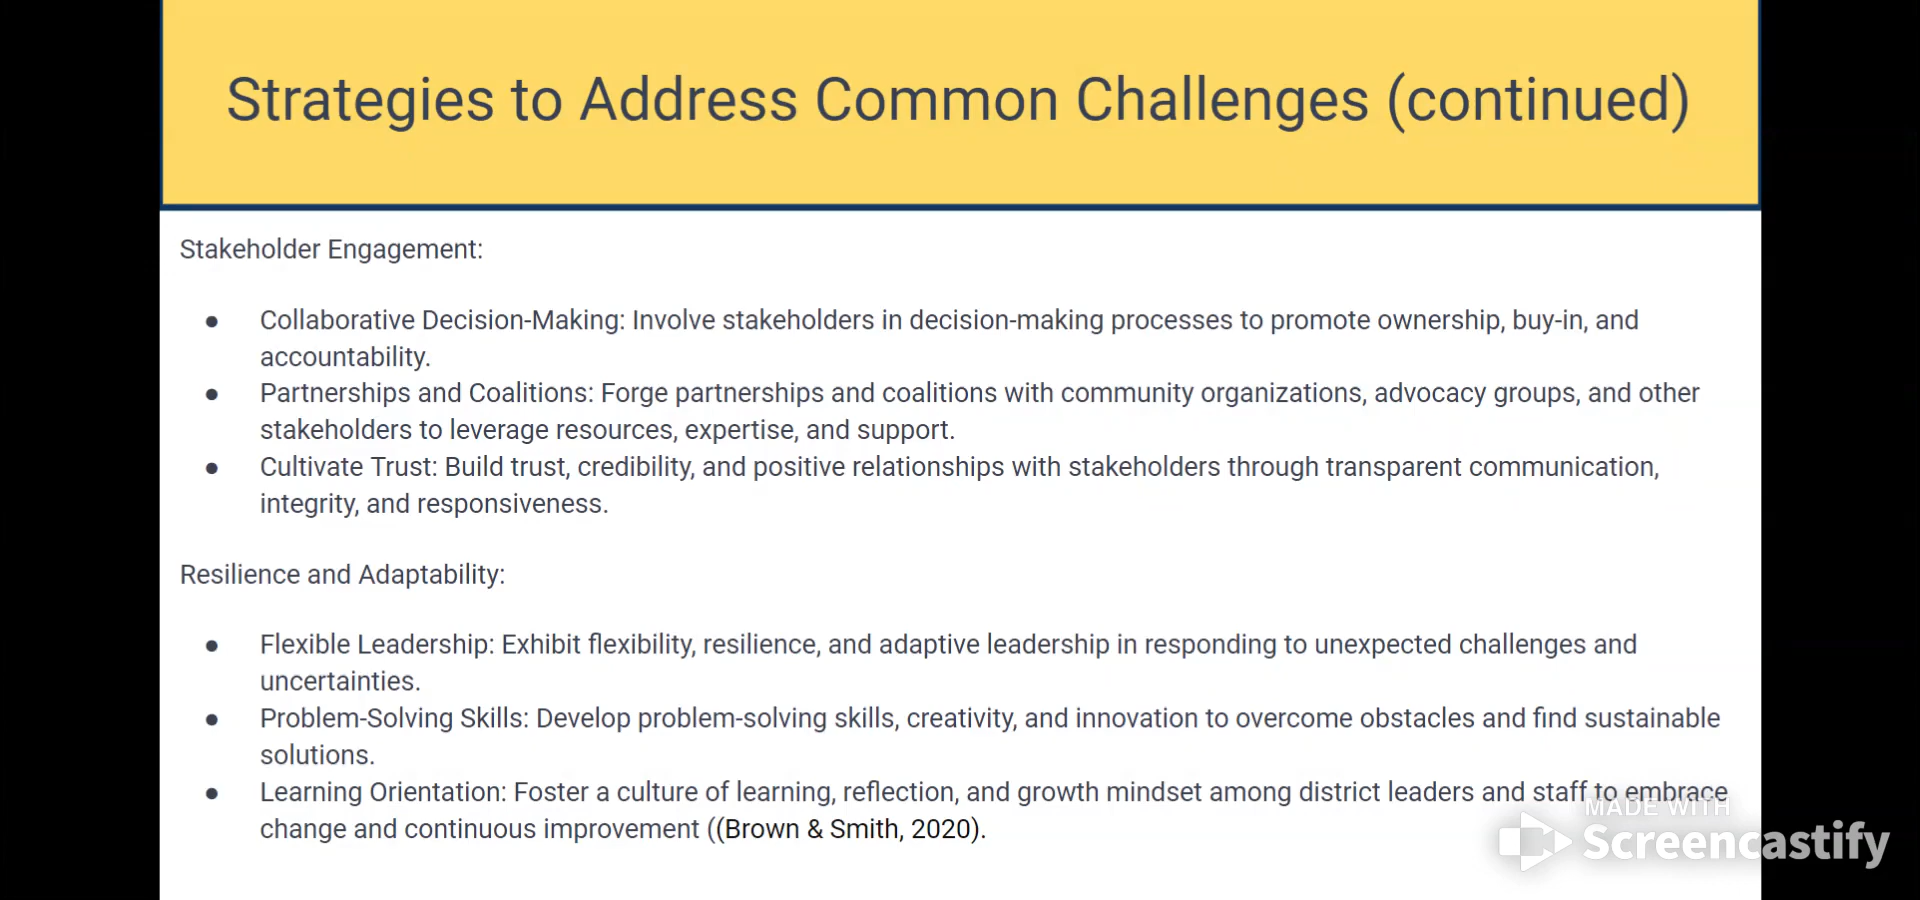 Strategies to Address Common Challenges (continued)
Stakeholder Engagement:
● Collaborative Decision-Making: Involve stakeholders in decision-making processes to promote ownership, buy-in, and
accountability.
● Partnerships and Coalitions: Forge partnerships and coalitions with community organizations, advocacy groups, and other
stakeholders to leverage resources, expertise, and support.
● Cultivate Trust: Build trust, credibility, and positive relationships with stakeholders through transparent communication,
integrity, and responsiveness.
Resilience and Adaptability:
● Flexible Leadership: Exhibit flexibility, resilience, and adaptive leadership in responding to unexpected challenges and
uncertainties.
● Problem-Solving Skills: Develop problem-solving skills, creativity, and innovation to overcome obstacles and find sustainable
solutions.
● Learning Orientation: Foster a culture of learning, reflection, and growth mindset among district leaders and staff to embrace
change and continuous improvement ((Brown & Smith, 2020).
MADE WITH
Screencastify